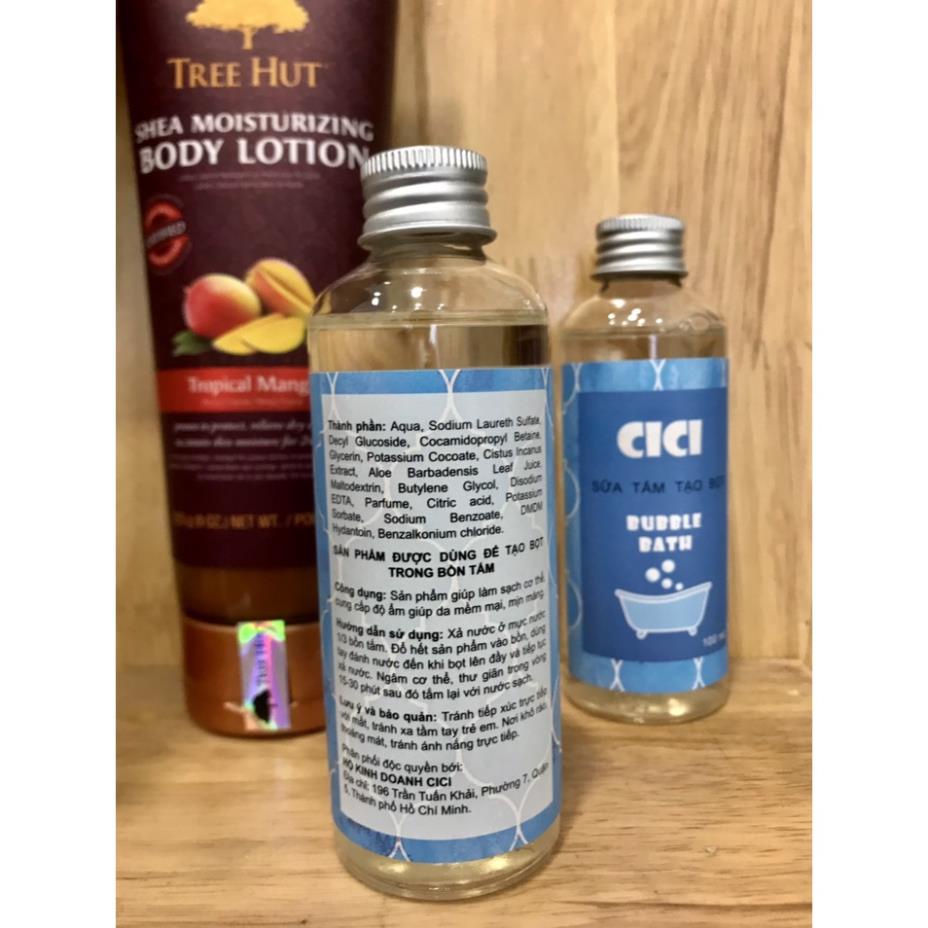 TREE HUT
SHEA MOISTURIZING
BODY LOTION
Tropical Mang
Thành phần: Aqua, Sodium Laureth Sulfate,
Decyl Glucoside, Cocamidopropyl Betaine,
Glycerin, Potassium Cocoate, Cistus Incanus
Extract, Aloe Barbadensis Leaf Juice,
Maltodextrin, Butylene Glycol, Disodium
EDTA, Parfume, Citric acid, Potassium
Sorbate, Sodium Benzoate, DMDM
Hydantoin, Benzalkonium chloride.
SẢN PHẨM ĐƯỢC DÙNG ĐỂ TẠO BỌT
TRONG BỒN TẮM
Công dụng: Sản phẩm giúp làm sạch cơ thể,
cung cấp độ ẩm giúp da mềm mại, mịn màng.
Hướng dẫn sử dụng: Xả nước ở mực nước
1/3 bồn tắm. Đổ hết sản phẩm vào bồn, dùng
tay đánh nước đến khi bọt lên đầy và tiếp tục
xả nước. Ngâm cơ thể, thư giãn trong vòng
15-30 phút sau đó tắm lại với nước sạch.
Lưu ý và bảo quản: Tránh tiếp xúc trực tiếp
với mắt, tránh xa tầm tay trẻ em. Nơi khô ráo,
thoáng mát, tránh ánh nắng trực tiếp.
Phân phối độc quyền bởi:
HỘ KINH DOANH CICI
Địa chỉ: 196 Trần Tuấn Khải, Phường 7, Quận
5, Thành phố Hồ Chí Minh.
CICI
SỮA TẮM TẠO BỌT
BUBBLE
BATH
100